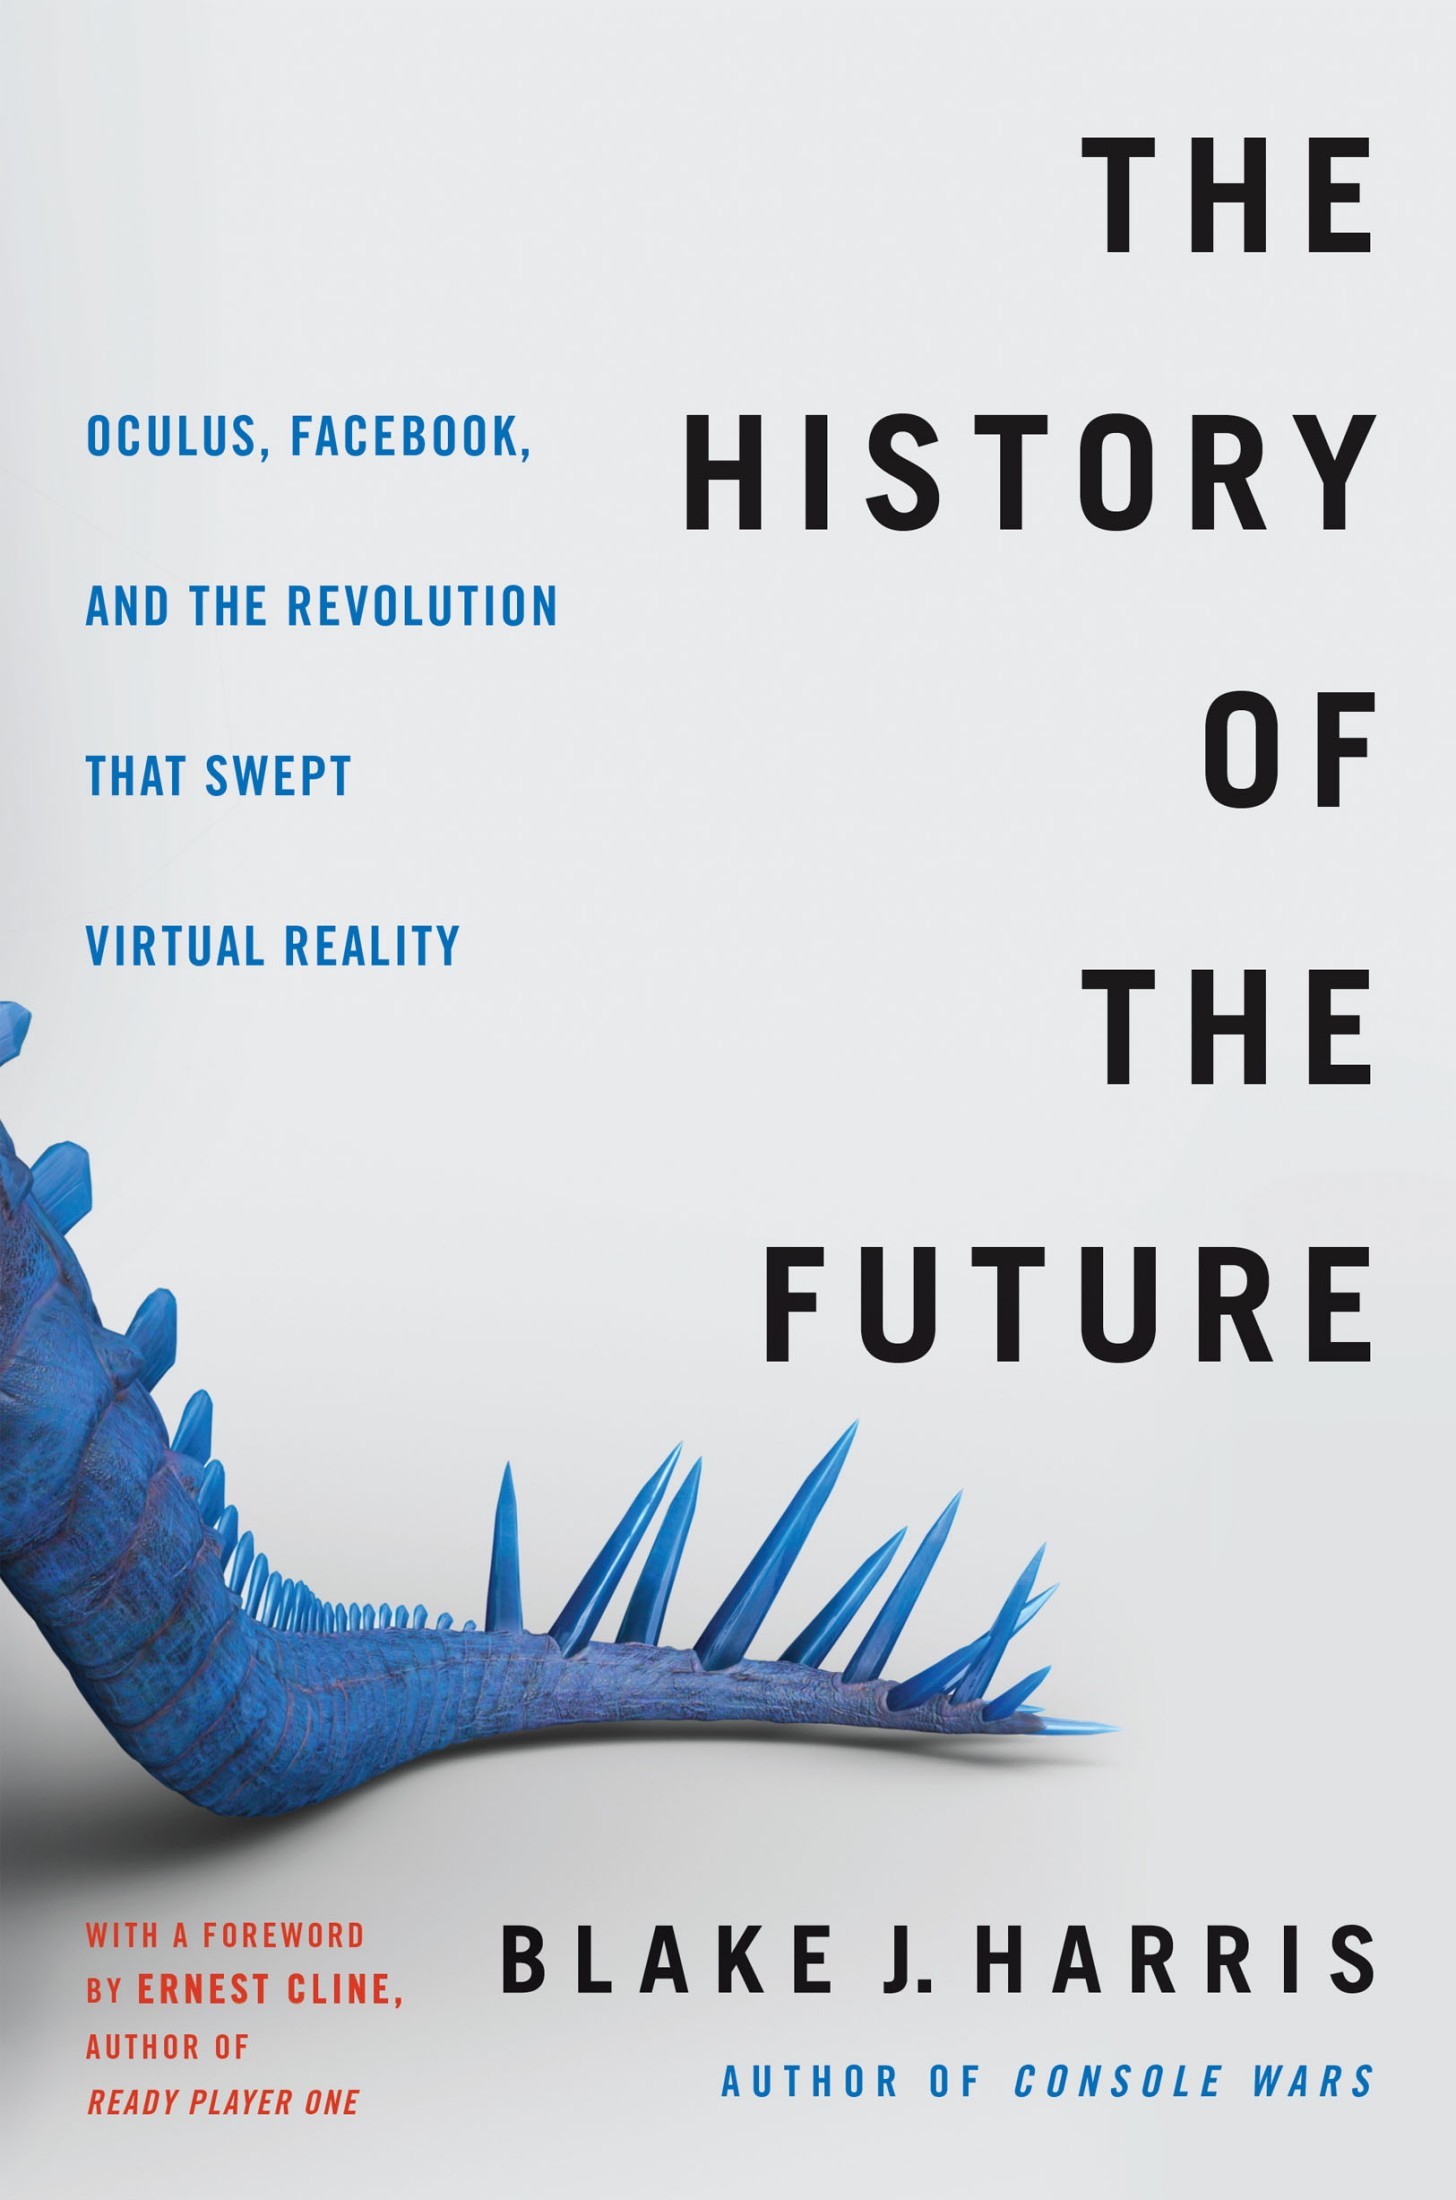 THE
HISTORY
OF
THE
FUTURE
OCULUS, FACEBOOK,
AND THE REVOLUTION
THAT SWEPT
VIRTUAL REALITY
WITH A FOREWORD
BY ERNEST CLINE,
AUTHOR OF
READY PLAYER ONE
BLAKE J. HARRIS
AUTHOR OF CONSOLE WARS